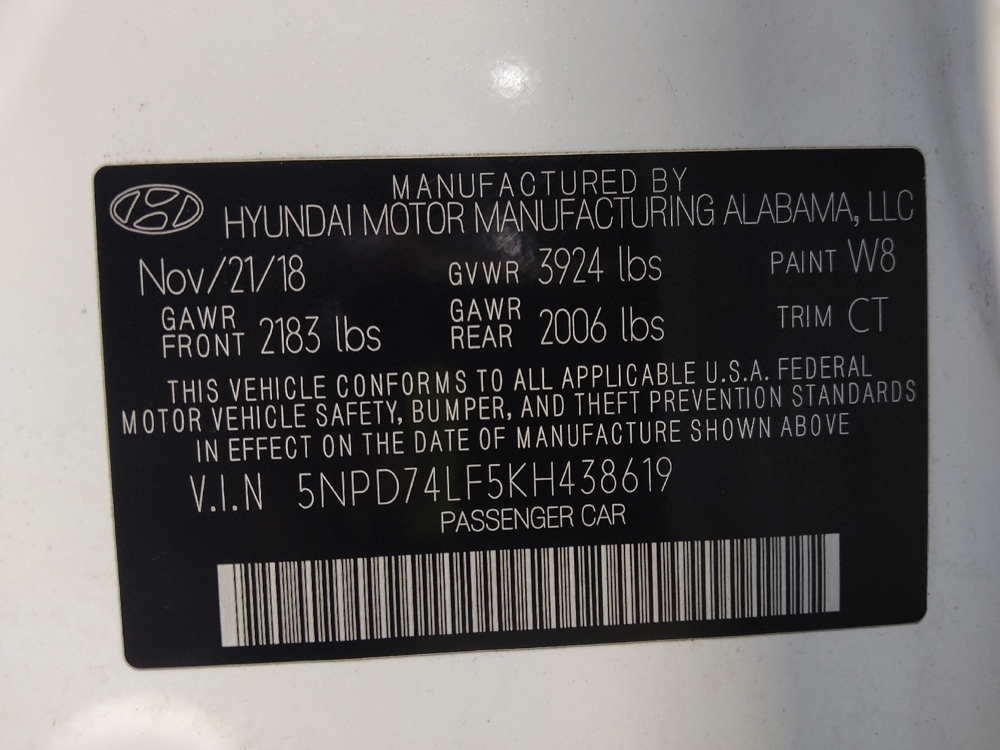 MANUFACTURED BY
HYUNDAI MOTOR MANUFACTURING ALABAMA, LLC
Nov/21/18 GVWR 3924 lbs PAINT W8
GAWR FRONT 2183 lbs GAWR REAR 2006 lbs TRIM CT
THIS VEHICLE CONFORMS TO ALL APPLICABLE U.S.A. FEDERAL
MOTOR VEHICLE SAFETY, BUMPER, AND THEFT PREVENTION STANDARDS
IN EFFECT ON THE DATE OF MANUFACTURE SHOWN ABOVE
V.I.N 5NPD74LF5KH438619
PASSENGER CAR